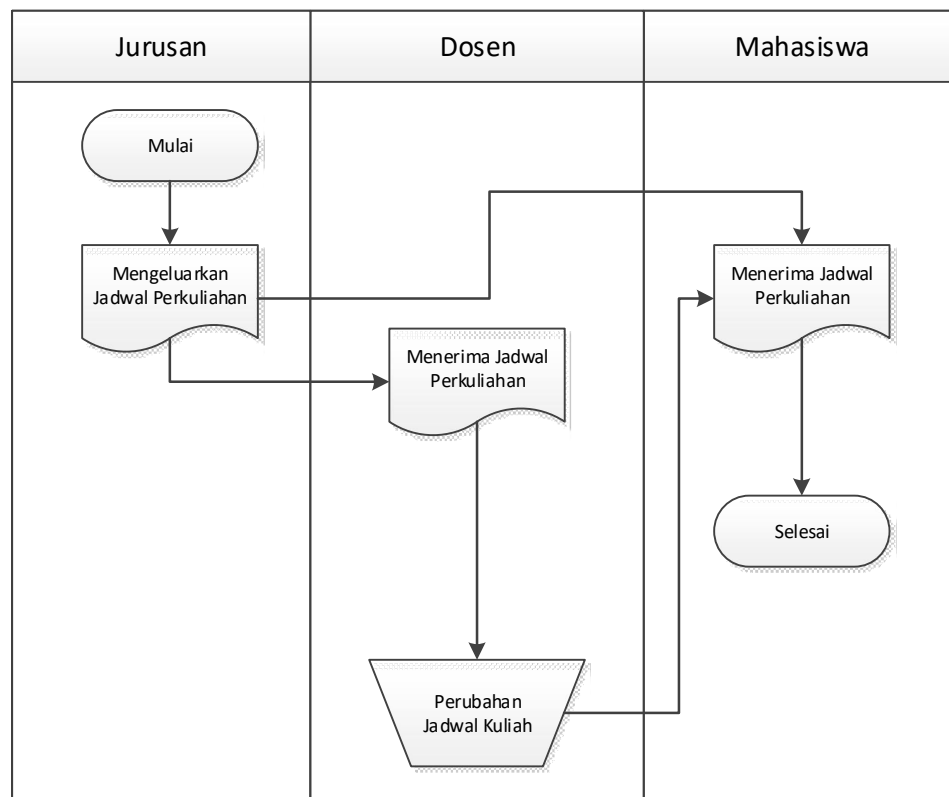 Jurusan
Dosen
Mahasiswa
Mulai
Mengeluarkan
Jadwal Perkuliahan
Menerima Jadwal
Perkuliahan
Menerima Jadwal
Perkuliahan
Selesai
Perubahan
Jadwal Kuliah